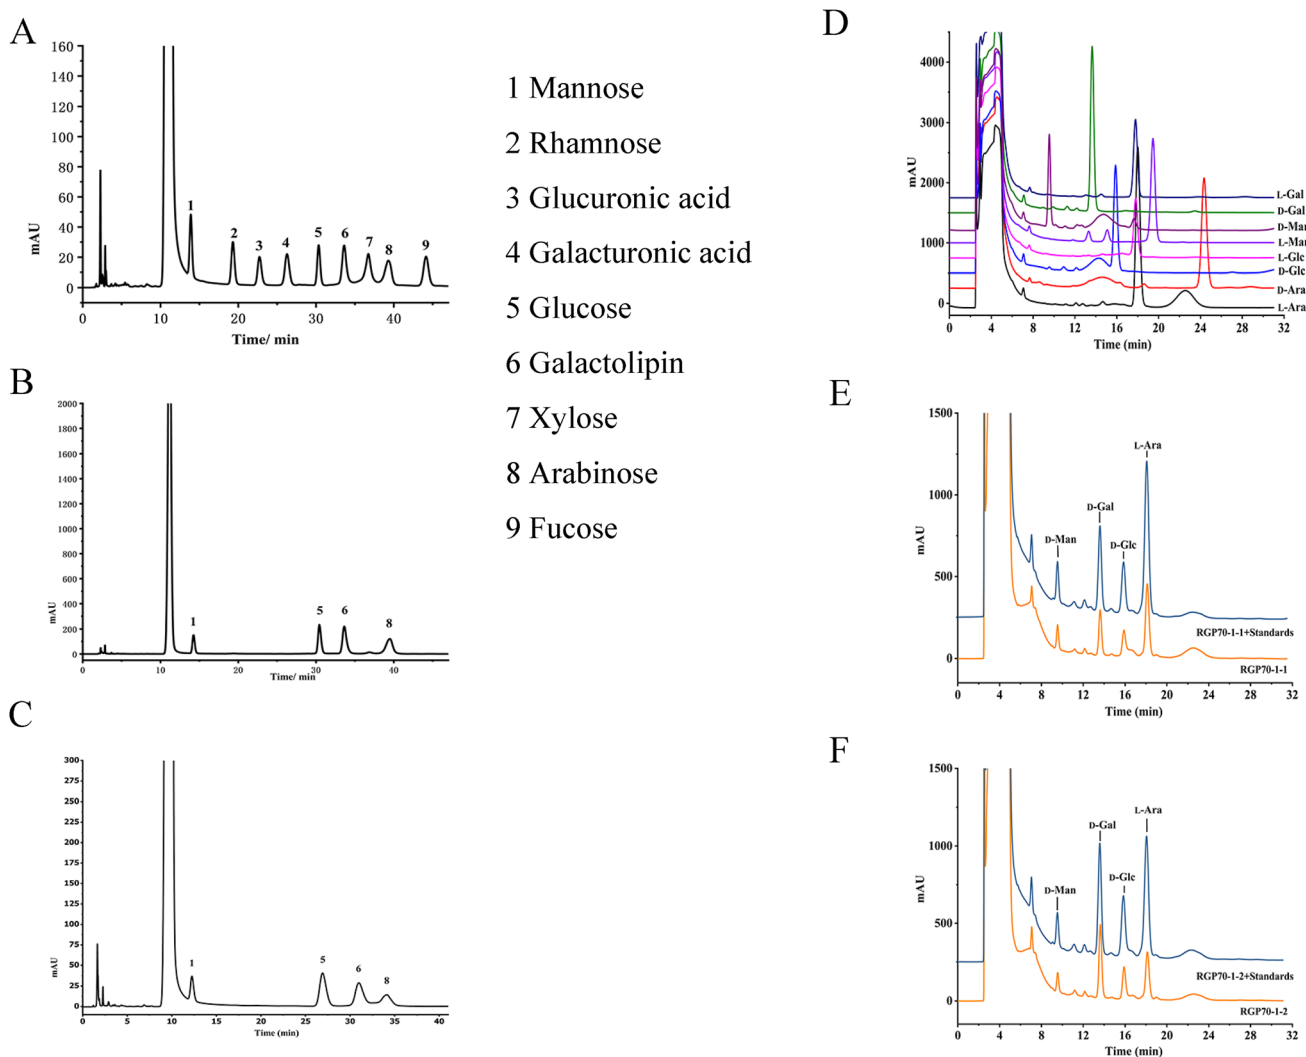 A
160
140
120
100
80
60
40
20
0
mAU
1
2
3
4
5
6
7
8
9
0 10 20 30 40
Time/ min
1 Mannose
2 Rhamnose
3 Glucuronic acid
4 Galacturonic acid
5 Glucose
6 Galactolipin
7 Xylose
8 Arabinose
9 Fucose
B
2000
1800
1600
1400
1200
1000
800
600
400
200
0
mAU
1
5
6
8
0 10 20 30 40
Time/ min
C
300
275
250
225
200
175
150
125
100
75
50
25
0
mAU
1
5
6
8
0 5 10 15 20 25 30 35 40
Time (min)
D
4000
3000
2000
1000
0
mAU
L-Gal
D-Gal
D-Man
L-Man
L-Glc
D-Glc
D-Ara
L-Ara
0 4 8 12 16 20 24 28 32
Time (min)
E
1500
1000
500
0
mAU
D-Man
D-Gal
D-Glc
L-Ara
RGP70-1-1+Standards
RGP70-1-1
0 4 8 12 16 20 24 28 32
Time (min)
F
1500
1000
500
0
mAU
D-Man
D-Gal
D-Glc
L-Ara
RGP70-1-2+Standards
RGP70-1-2
0 4 8 12 16 20 24 28 32
Time (min)